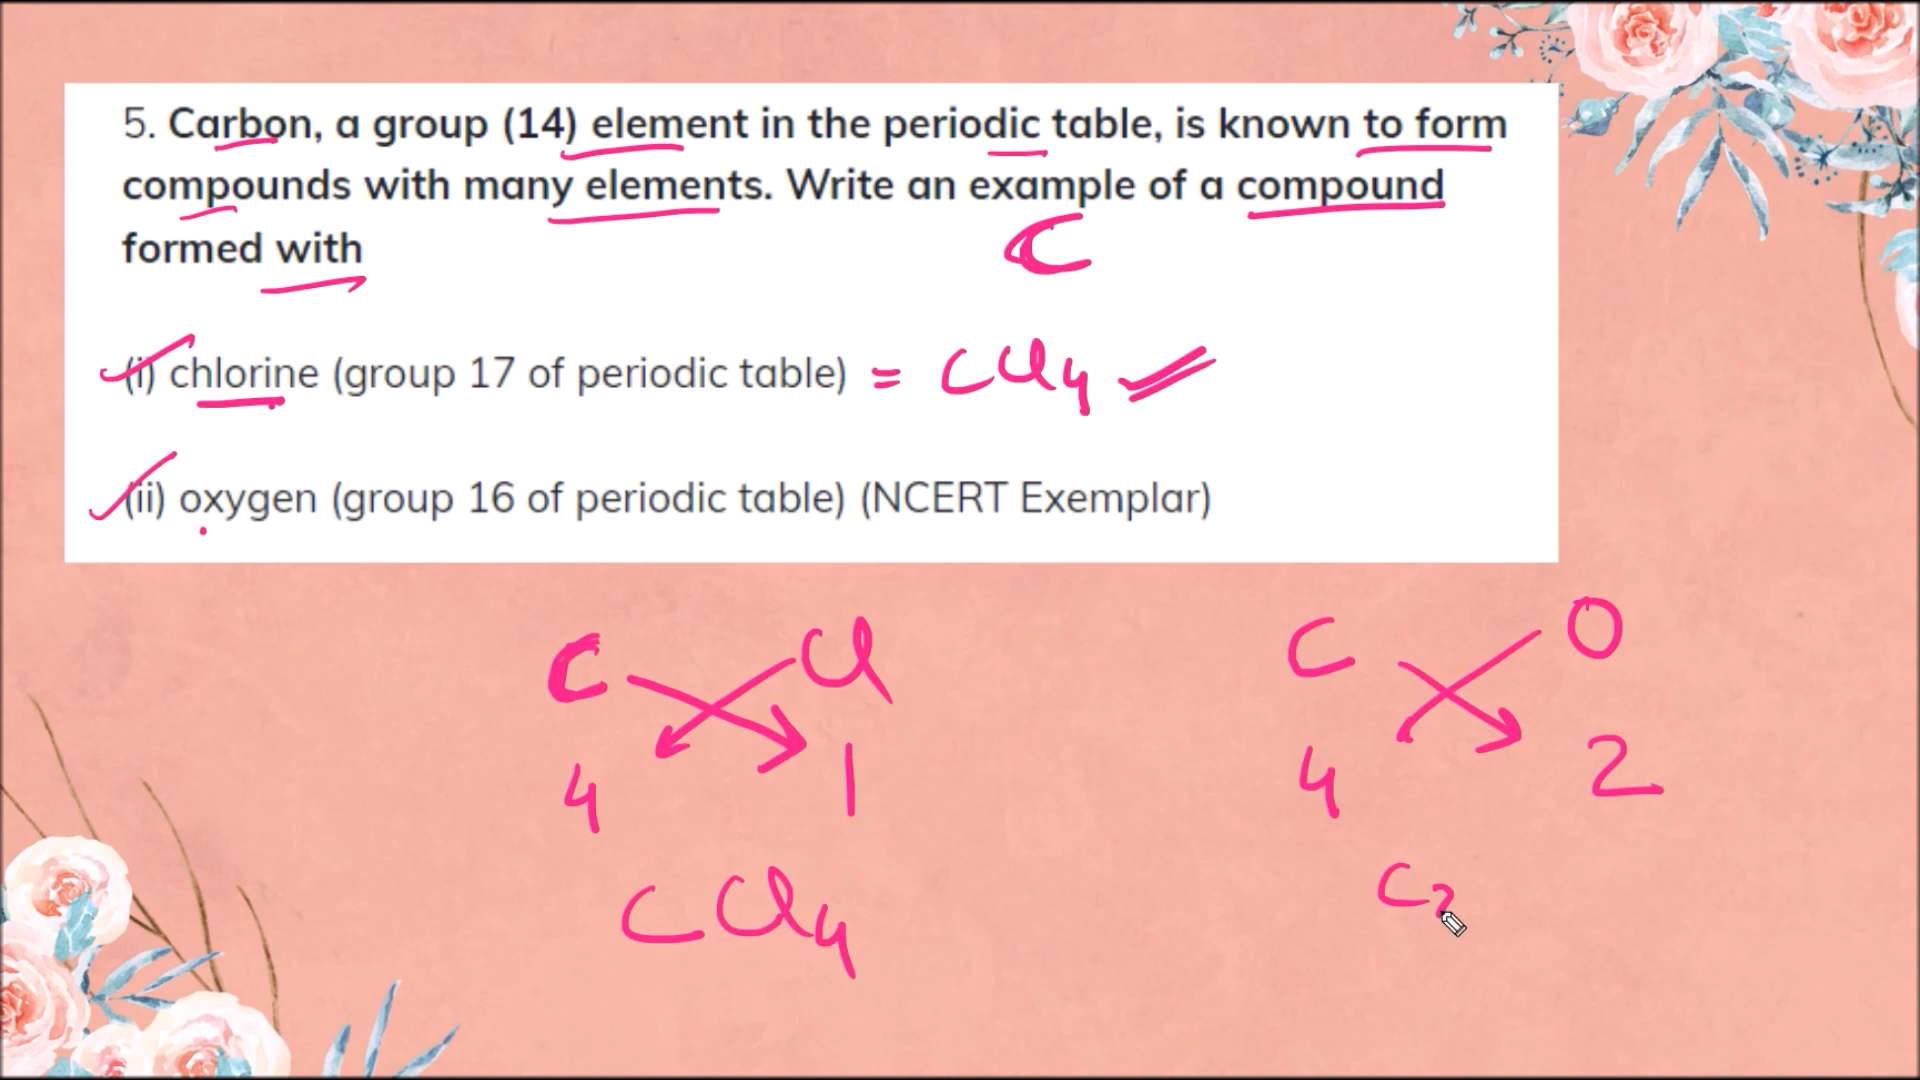 5. Carbon, a group (14) element in the periodic table, is known to form
compounds with many elements. Write an example of a compound
formed with
C
(i) chlorine (group 17 of periodic table) = CCl4
(ii) oxygen (group 16 of periodic table) (NCERT Exemplar)
C Cl
4 1
CCl4
C O
4 2
C2